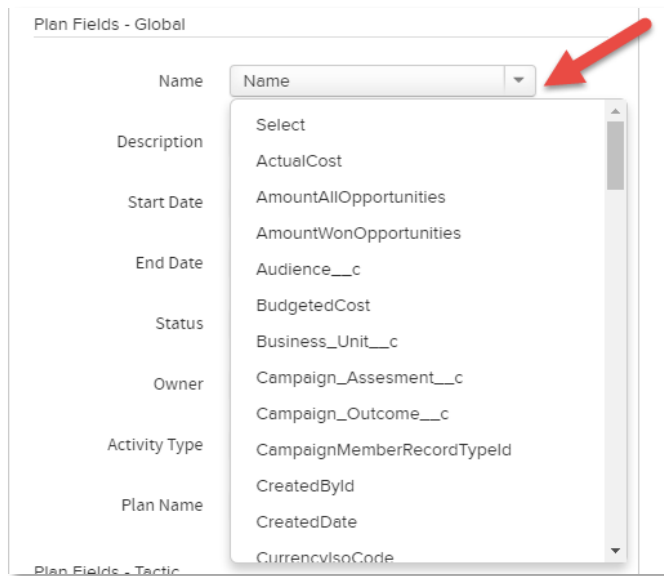 Plan Fields - Global
Name
Name
Select
Description
ActualCost
Start Date
AmountAllOpportunities
AmountWonOpportunities
End Date
Audience__c
BudgetedCost
Status
Business_Unit__c
Owner
Campaign_Assesment__c
Campaign_Outcome__c
Activity Type
CampaignMemberRecordTypeId
CreatedById
Plan Name
CreatedDate
CurrencyIsoCode
Plan Fields - Tactic